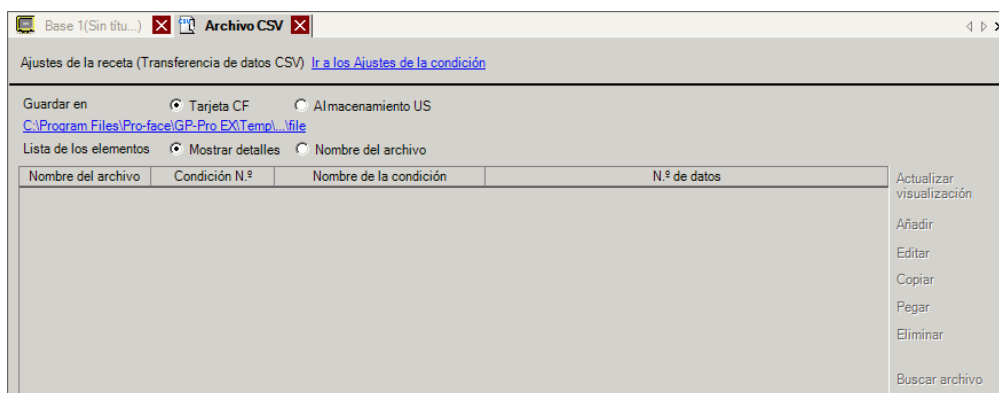 Base 1(Sin títu...) Archivo CSV
Ajustes de la receta (Transferencia de datos CSV) Ir a los Ajustes de la condición
Guardar en Tarjeta CF Almacenamiento US
C:\Program Files\Pro-face\GP-Pro EX\Temp\...\file
Lista de los elementos Mostrar detalles Nombre del archivo
Nombre del archivo Condición N.º Nombre de la condición N.º de datos
Actualizar
visualización
Añadir
Editar
Copiar
Pegar
Eliminar
Buscar archivo